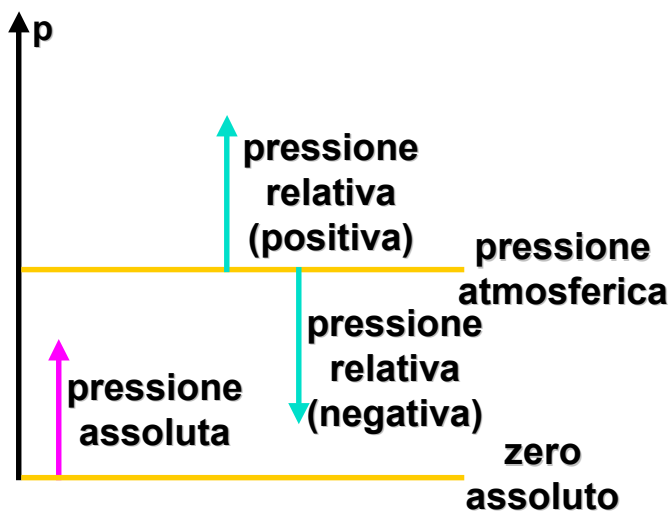 p
pressione
relativa
(positiva)
pressione
atmosferica
pressione
relativa
(negativa)
pressione
assoluta
zero
assoluto